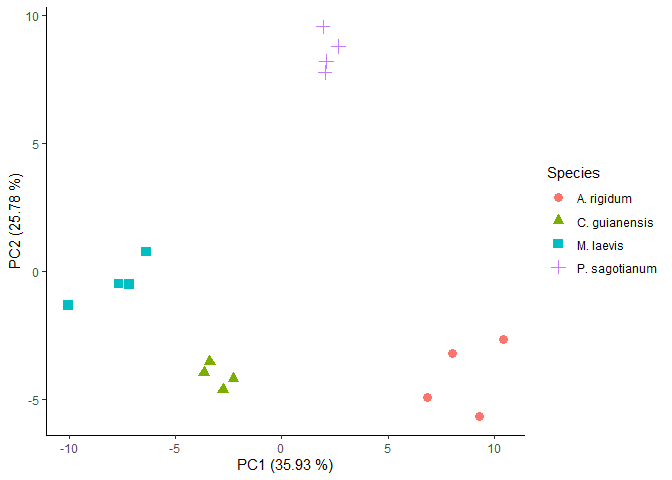 10
5
0
-5
PC2 (25.78 %)
-10
-5
0
5
10
PC1 (35.93 %)
Species
A. rigidum
C. guianensis
M. laevis
P. sagotianum